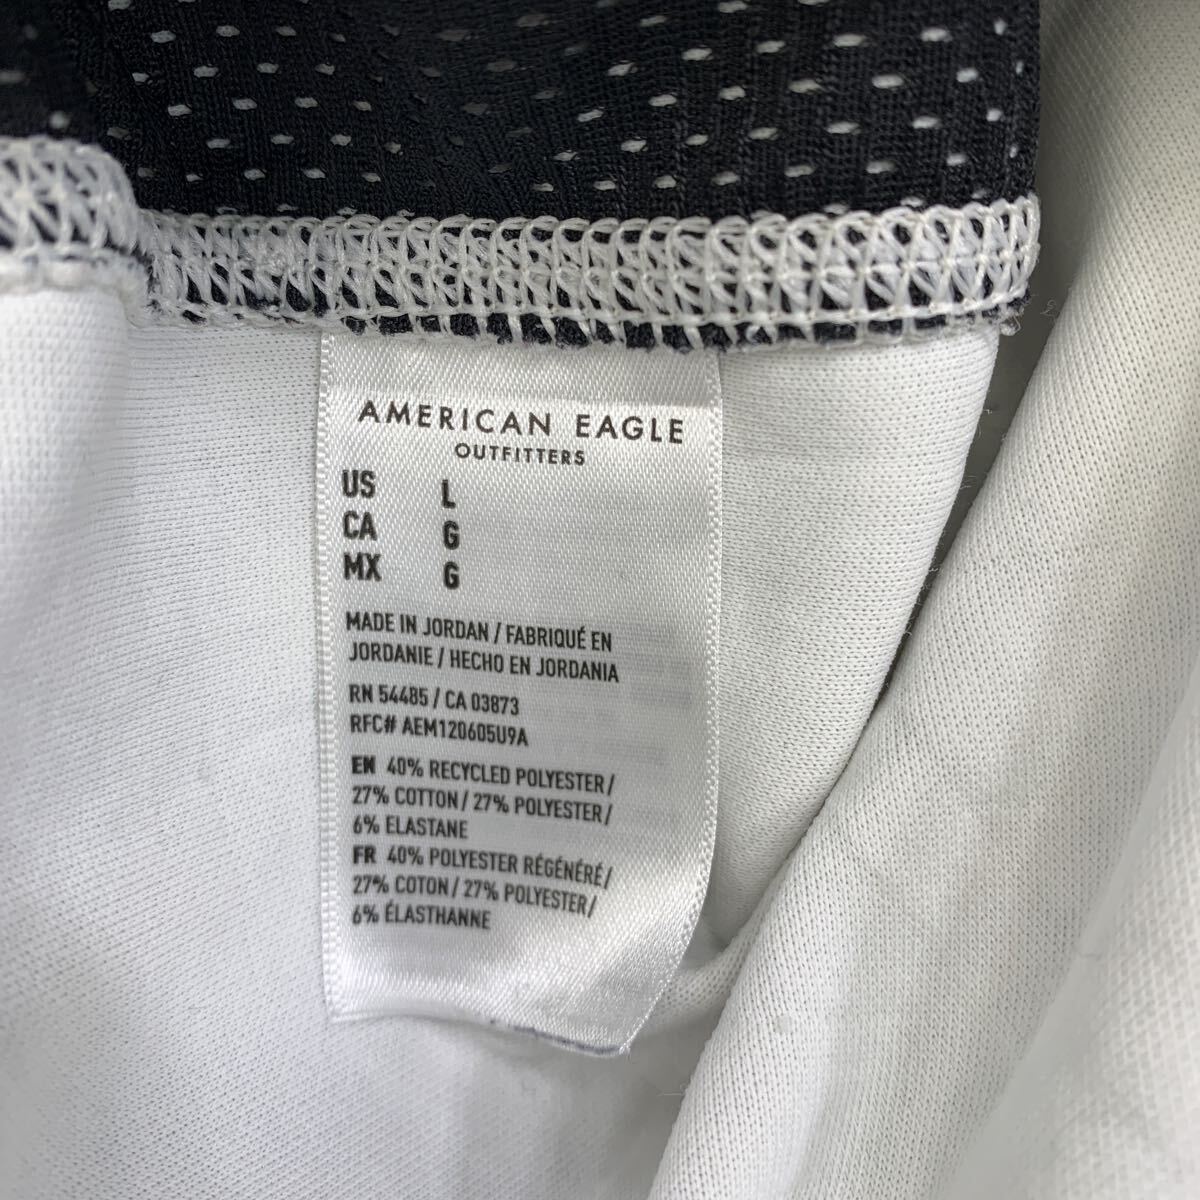 AMERICAN EAGLE
OUTFITTERS
US L
CA G
MX G
MADE IN JORDAN / FABRIQUÉ EN
JORDANIE / HECHO EN JORDANIA
RN 54485 / CA 03873
RFC# AEM120605U9A
EN 40% RECYCLED POLYESTER /
27% COTTON / 27% POLYESTER /
6% ELASTANE
FR 40% POLYESTER RÉGÉNÉRÉ/
27% COTON / 27% POLYESTER/
6% ÉLASTHANNE